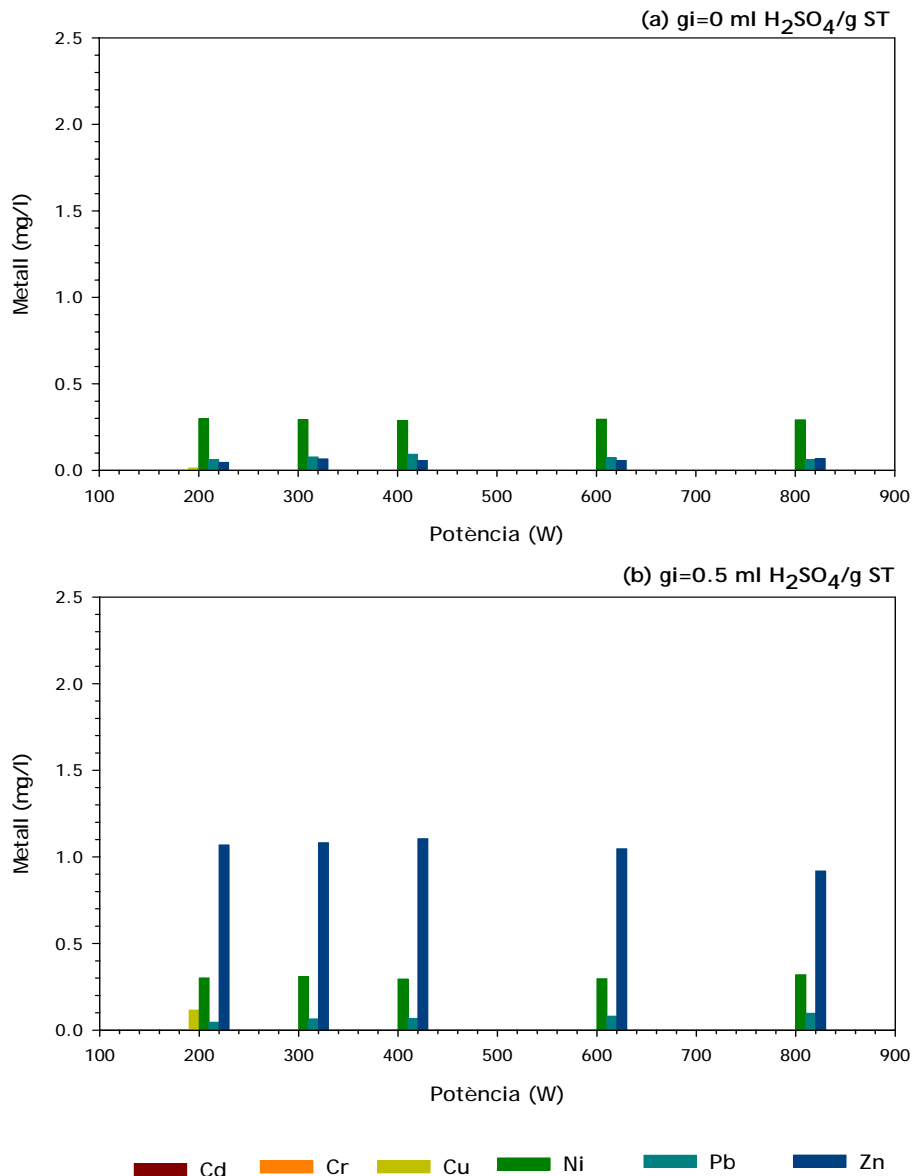 (a) gi=0 ml H2SO4/g ST
2.5
2.0
1.5
1.0
0.5
0.0
Metall (mg/l)
100 200 300 400 500 600 700 800 900
Potència (W)
(b) gi=0.5 ml H2SO4/g ST
2.5
2.0
1.5
1.0
0.5
0.0
Metall (mg/l)
100 200 300 400 500 600 700 800 900
Potència (W)
Cd Cr Cu Ni Pb Zn